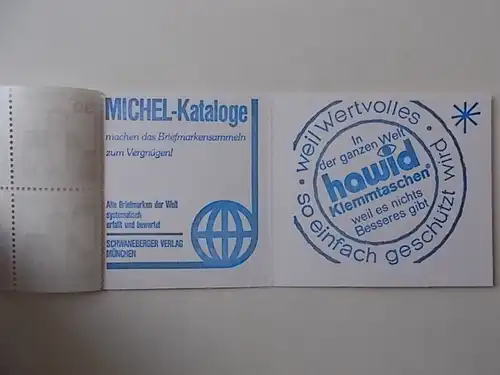 MICHEL-Kataloge
machen das Briefmarkensammeln
zum Vergnügen!
Alle Briefmarken der Welt
systematisch
erfaßt und bewertet
SCHWANEBERGER VERLAG
MÜNCHEN
· weil Wertvolles · so einfach geschützt wird
In
der ganzen Welt
hawid
Klemmtaschen®
weil es nichts
Besseres gibt